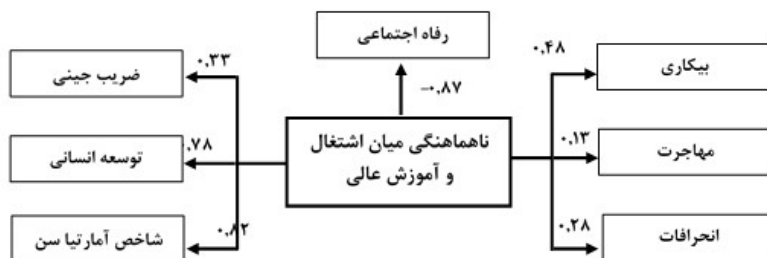 رفاه اجتماعی
۰,۴۸
بیکاری
۰,۳۳
ضریب جینی
–۰,۸۷
ناهماهنگی میان اشتغال
و آموزش عالی
۰,۱۳
مهاجرت
۰,۷۸
توسعه انسانی
۰,۲۸
انحرافات
۰,۸۲
شاخص آمارتیا سن